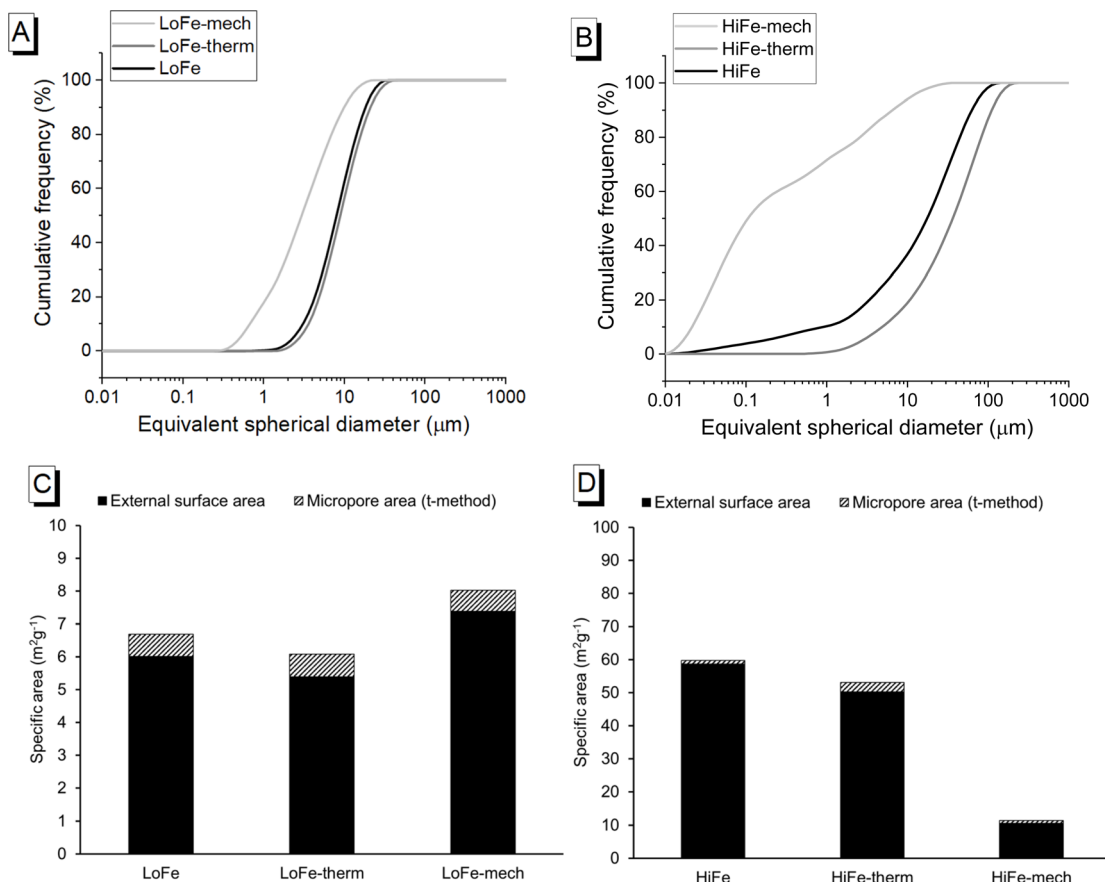 A
LoFe-mech
LoFe-therm
LoFe
Cumulative frequency (%)
100
80
60
40
20
0
0.01 0.1 1 10 100 1000
Equivalent spherical diameter (μm)
B
HiFe-mech
HiFe-therm
HiFe
Cumulative frequency (%)
100
80
60
40
20
0
0.01 0.1 1 10 100 1000
Equivalent spherical diameter (μm)
C
External surface area Micropore area (t-method)
Specific area (m²g⁻¹)
10
9
8
7
6
5
4
3
2
1
0
LoFe LoFe-therm LoFe-mech
D
External surface area Micropore area (t-method)
Specific area (m²g⁻¹)
100
90
80
70
60
50
40
30
20
10
0
HiFe HiFe-therm HiFe-mech